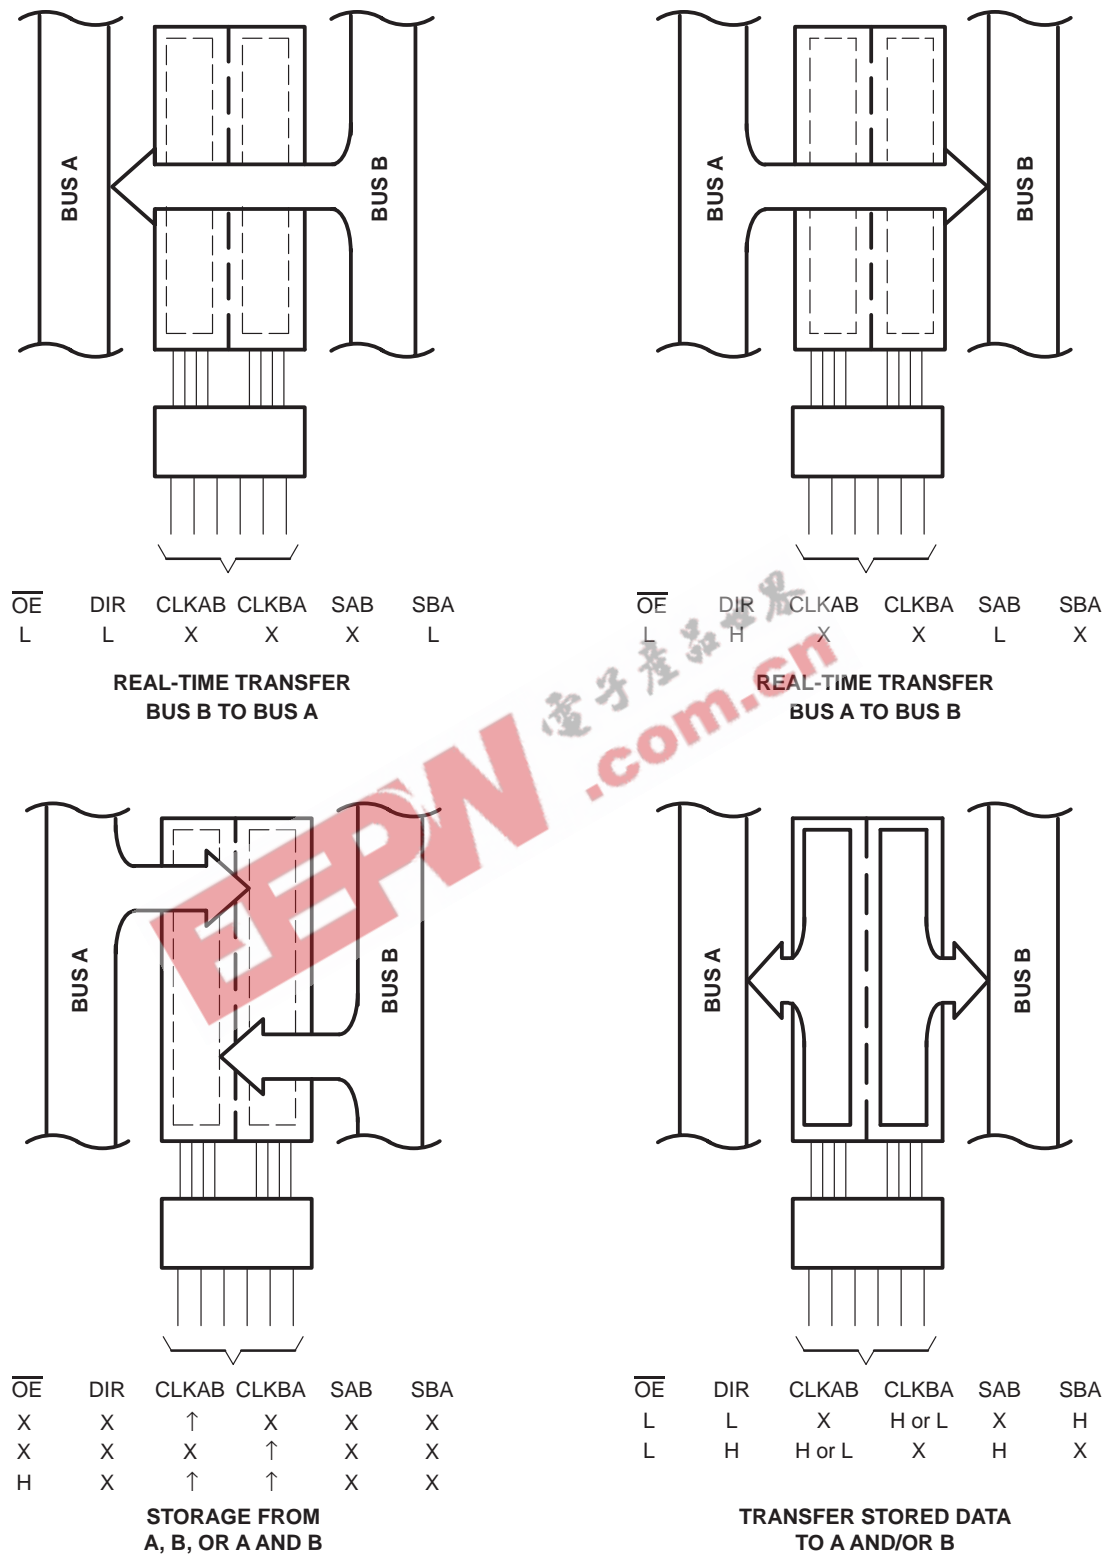 BUS A
BUS B
BUS A
BUS B
OE DIR CLKAB CLKBA SAB SBA
L L X X X L
REAL-TIME TRANSFER
BUS B TO BUS A
OE DIR CLKAB CLKBA SAB SBA
L H X X L X
REAL-TIME TRANSFER
BUS A TO BUS B
電子產品世界
EEPW.com.cn
BUS A
BUS B
BUS A
BUS B
OE DIR CLKAB CLKBA SAB SBA
X X ↑ X X X
X X X ↑ X X
H X ↑ ↑ X X
STORAGE FROM
A, B, OR A AND B
OE DIR CLKAB CLKBA SAB SBA
L L X H or L X H
L H H or L X H X
TRANSFER STORED DATA
TO A AND/OR B